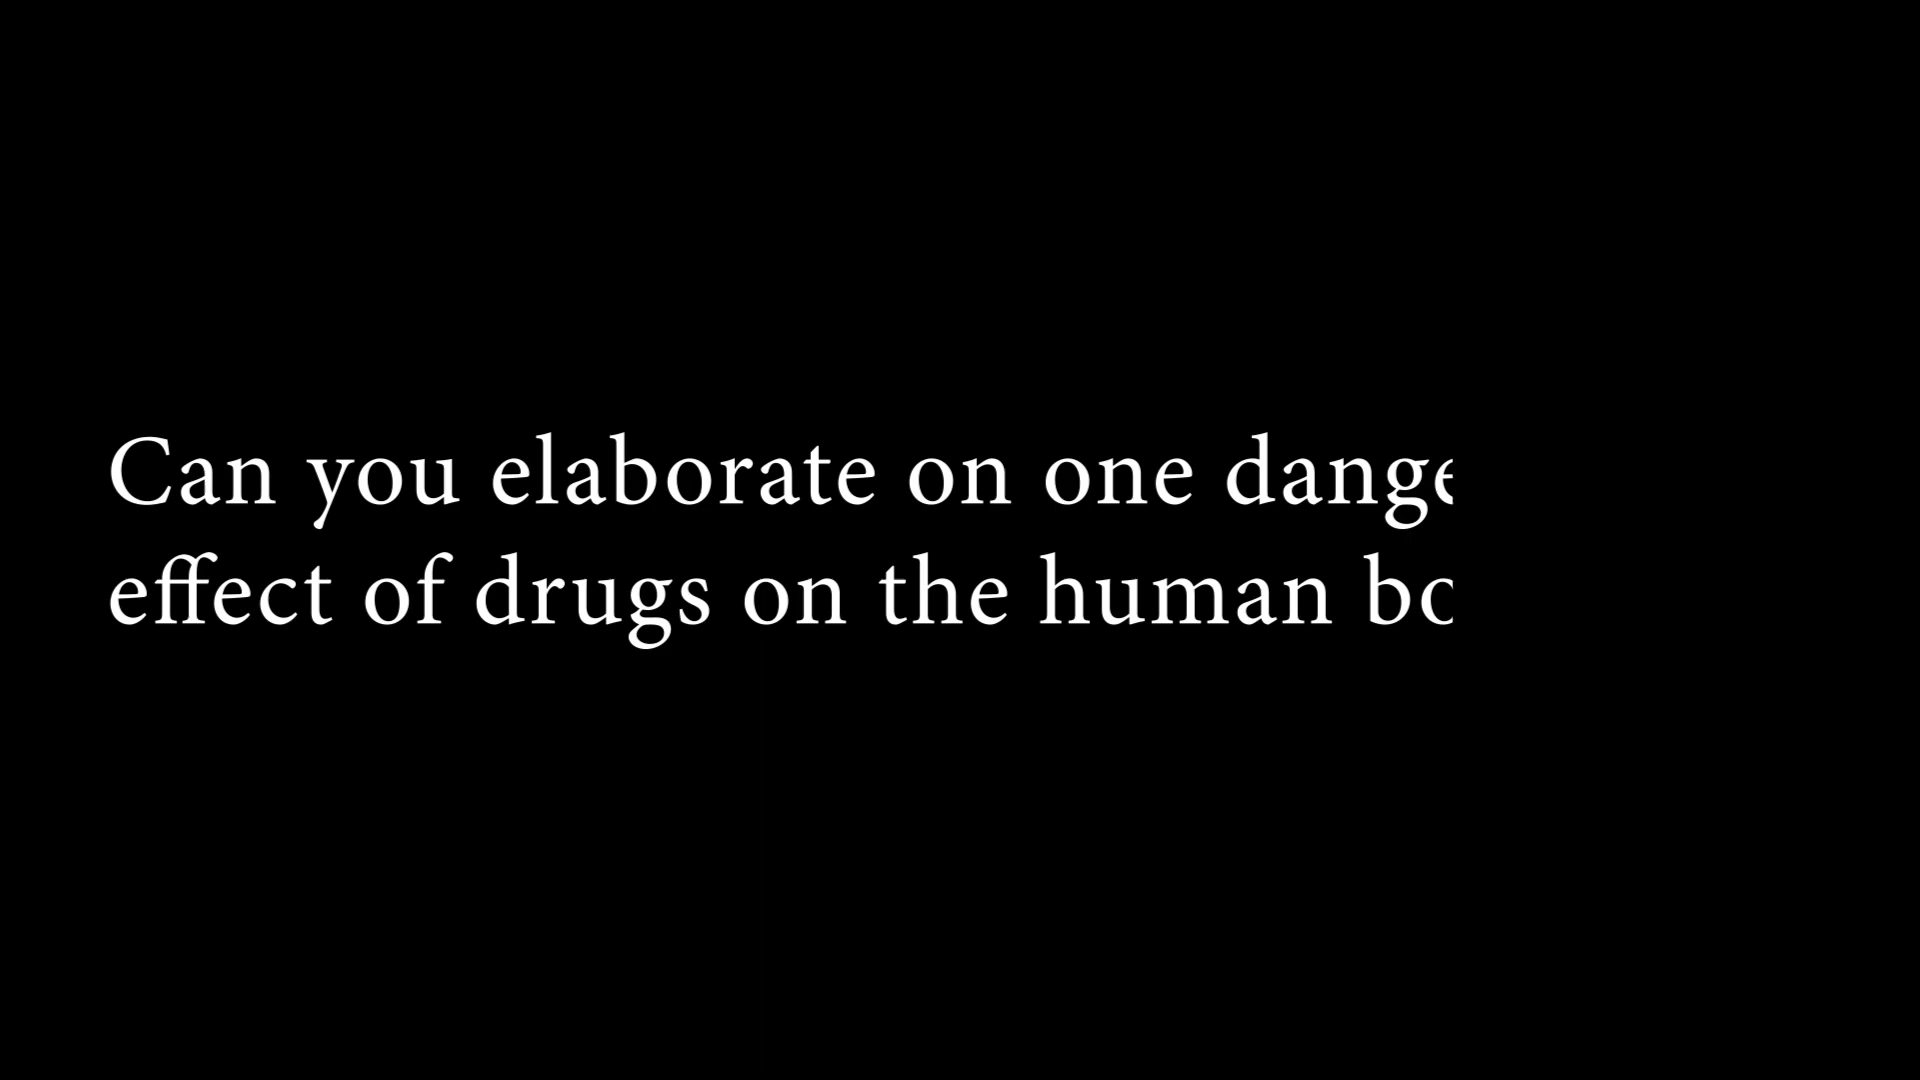 Can you elaborate on one
effect of drugs on the human